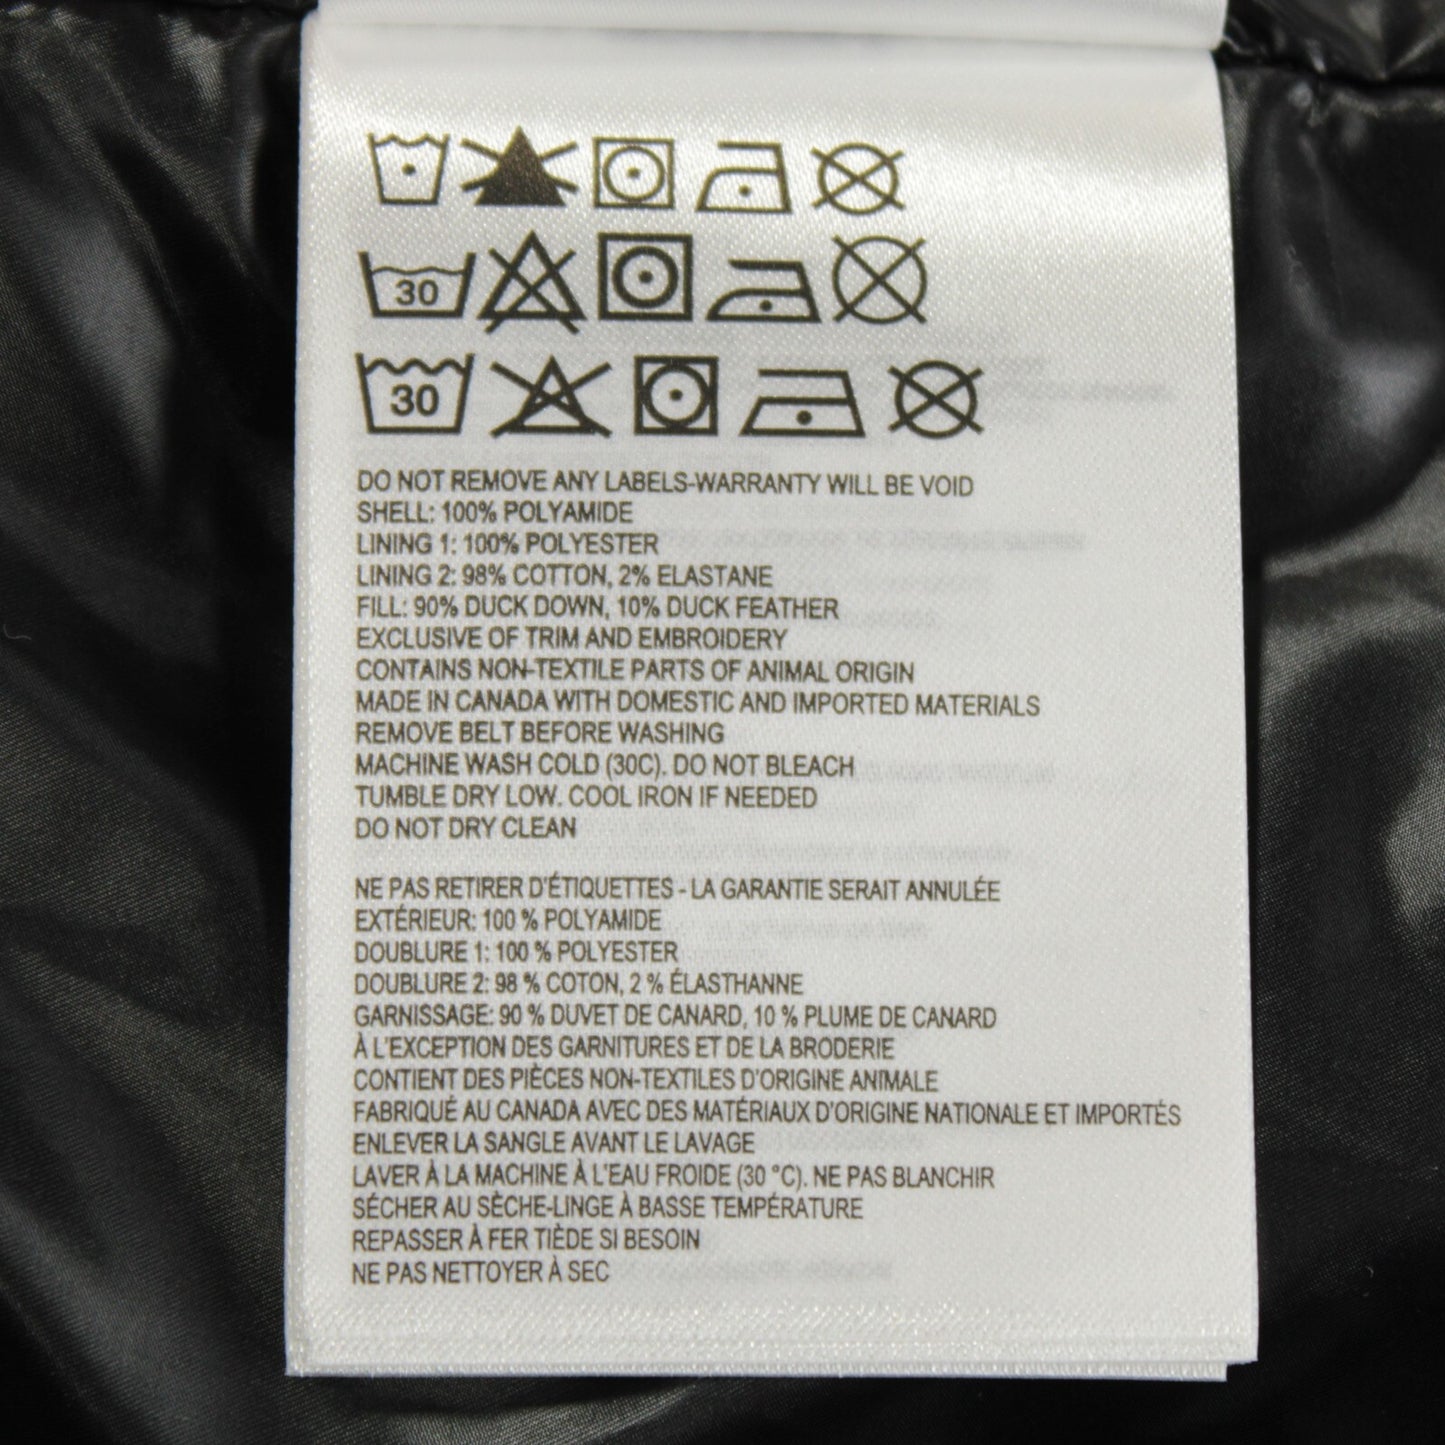 30
30
DO NOT REMOVE ANY LABELS-WARRANTY WILL BE VOID
SHELL: 100% POLYAMIDE
LINING 1: 100% POLYESTER
LINING 2: 98% COTTON, 2% ELASTANE
FILL: 90% DUCK DOWN, 10% DUCK FEATHER
EXCLUSIVE OF TRIM AND EMBROIDERY
CONTAINS NON-TEXTILE PARTS OF ANIMAL ORIGIN
MADE IN CANADA WITH DOMESTIC AND IMPORTED MATERIALS
REMOVE BELT BEFORE WASHING
MACHINE WASH COLD (30C). DO NOT BLEACH
TUMBLE DRY LOW. COOL IRON IF NEEDED
DO NOT DRY CLEAN
NE PAS RETIRER D'ÉTIQUETTES - LA GARANTIE SERAIT ANNULÉE
EXTÉRIEUR: 100 % POLYAMIDE
DOUBLURE 1: 100 % POLYESTER
DOUBLURE 2: 98 % COTON, 2 % ÉLASTHANNE
GARNISSAGE: 90 % DUVET DE CANARD, 10 % PLUME DE CANARD
À L'EXCEPTION DES GARNITURES ET DE LA BRODERIE
CONTIENT DES PIÈCES NON-TEXTILES D'ORIGINE ANIMALE
FABRIQUÉ AU CANADA AVEC DES MATÉRIAUX D'ORIGINE NATIONALE ET IMPORTÉS
ENLEVER LA SANGLE AVANT LE LAVAGE
LAVER À LA MACHINE À L'EAU FROIDE (30 °C). NE PAS BLANCHIR
SÉCHER AU SÈCHE-LINGE À BASSE TEMPÉRATURE
REPASSER À FER TIÈDE SI BESOIN
NE PAS NETTOYER À SEC